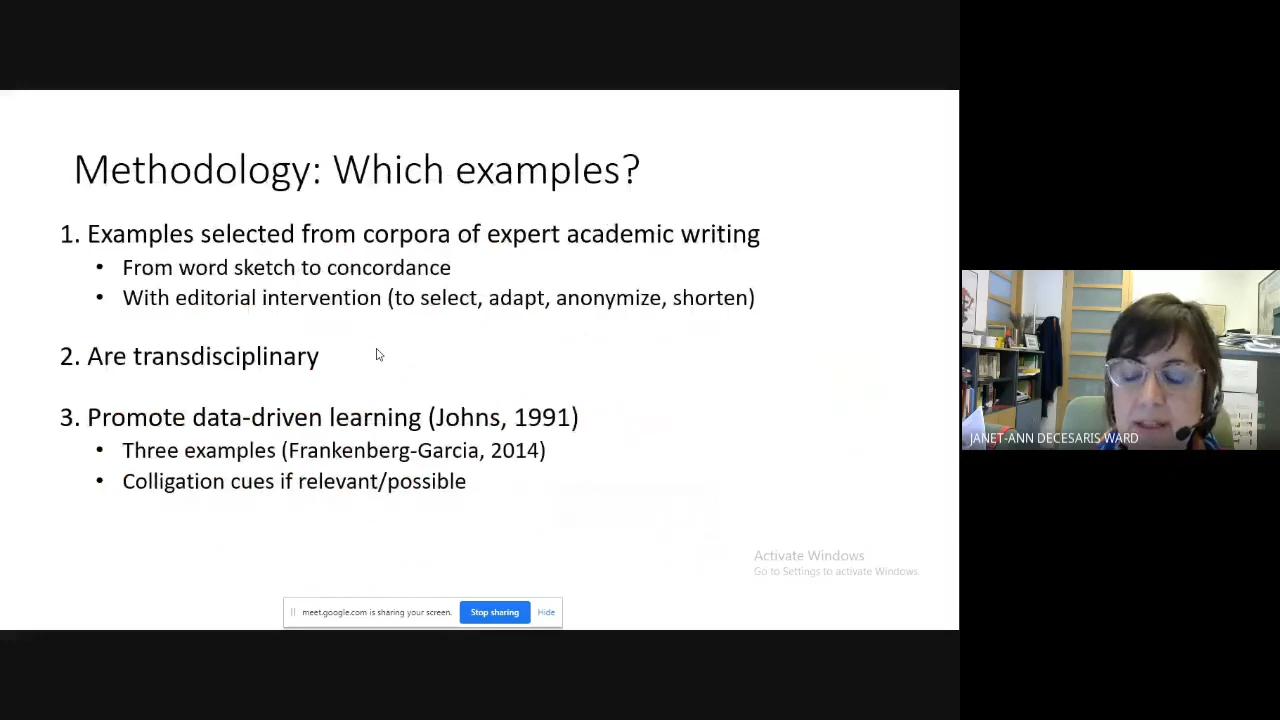 Methodology: Which examples?
1. Examples selected from corpora of expert academic writing
• From word sketch to concordance
• With editorial intervention (to select, adapt, anonymize, shorten)
2. Are transdisciplinary
3. Promote data-driven learning (Johns, 1991)
• Three examples (Frankenberg-Garcia, 2014)
• Colligation cues if relevant/possible
Activate Windows
Go to Settings to activate Windows.
meet.google.com is sharing your screen. Stop sharing Hide
JANET-ANN DECESARIS WARD